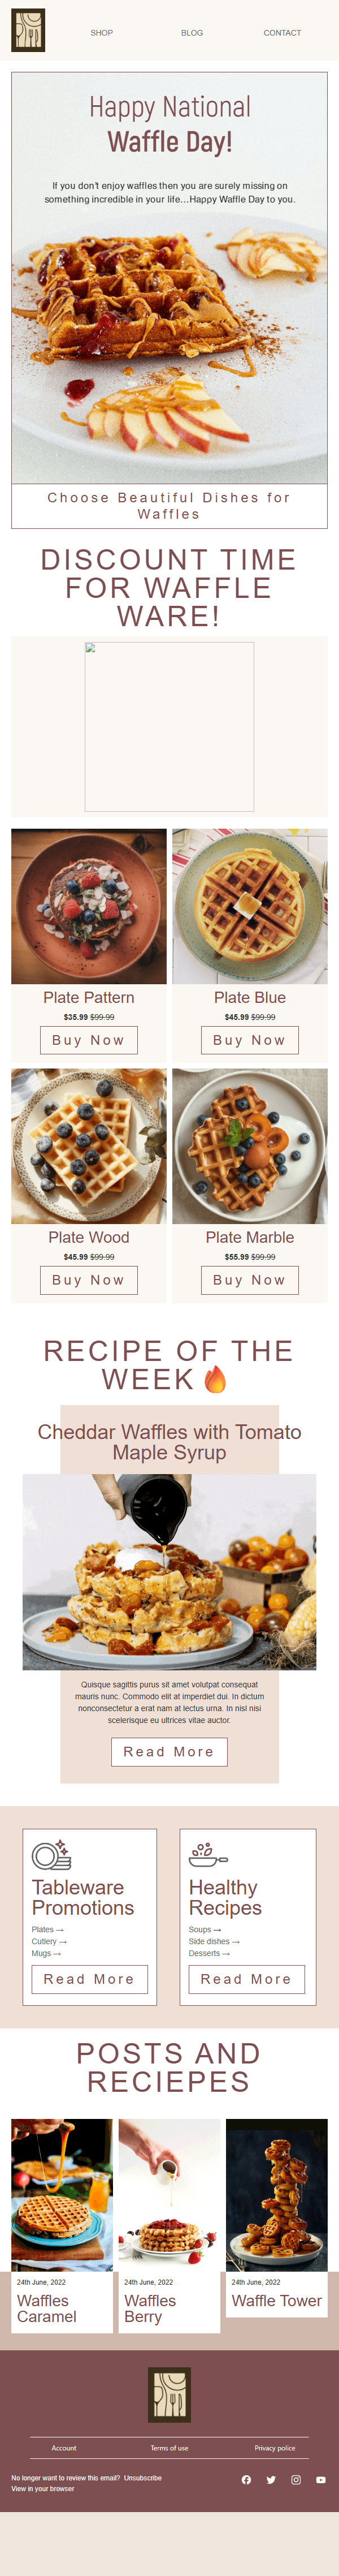 SHOP BLOG CONTACT
Happy National
Waffle Day!
If you don't enjoy waffles then you are surely missing on
something incredible in your life...Happy Waffle Day to you.
Choose Beautiful Dishes for
Waffles
DISCOUNT TIME
FOR WAFFLE
WARE!
Plate Pattern
$35.99 $99.99
Buy Now
Plate Blue
$45.99 $99.99
Buy Now
Plate Wood
$45.99 $99.99
Buy Now
Plate Marble
$55.99 $99.99
Buy Now
RECIPE OF THE
WEEK🔥
Cheddar Waffles with Tomato
Maple Syrup
Quisque sagittis purus sit amet volutpat consequat
mauris nunc. Commodo elit at imperdiet dui. In dictum
nonconsectetur a erat nam at lectus urna. In nisi nisi
scelerisque eu ultrices vitae auctor.
Read More
Tableware
Promotions
Plates →
Cutlery →
Mugs →
Read More
Healthy
Recipes
Soups →
Side dishes →
Desserts →
Read More
POSTS AND
RECIEPES
24th June, 2022
Waffles
Caramel
24th June, 2022
Waffles
Berry
24th June, 2022
Waffle Tower
Account Terms of use Privacy police
No longer want to review this email? Unsubscribe
View in your browser